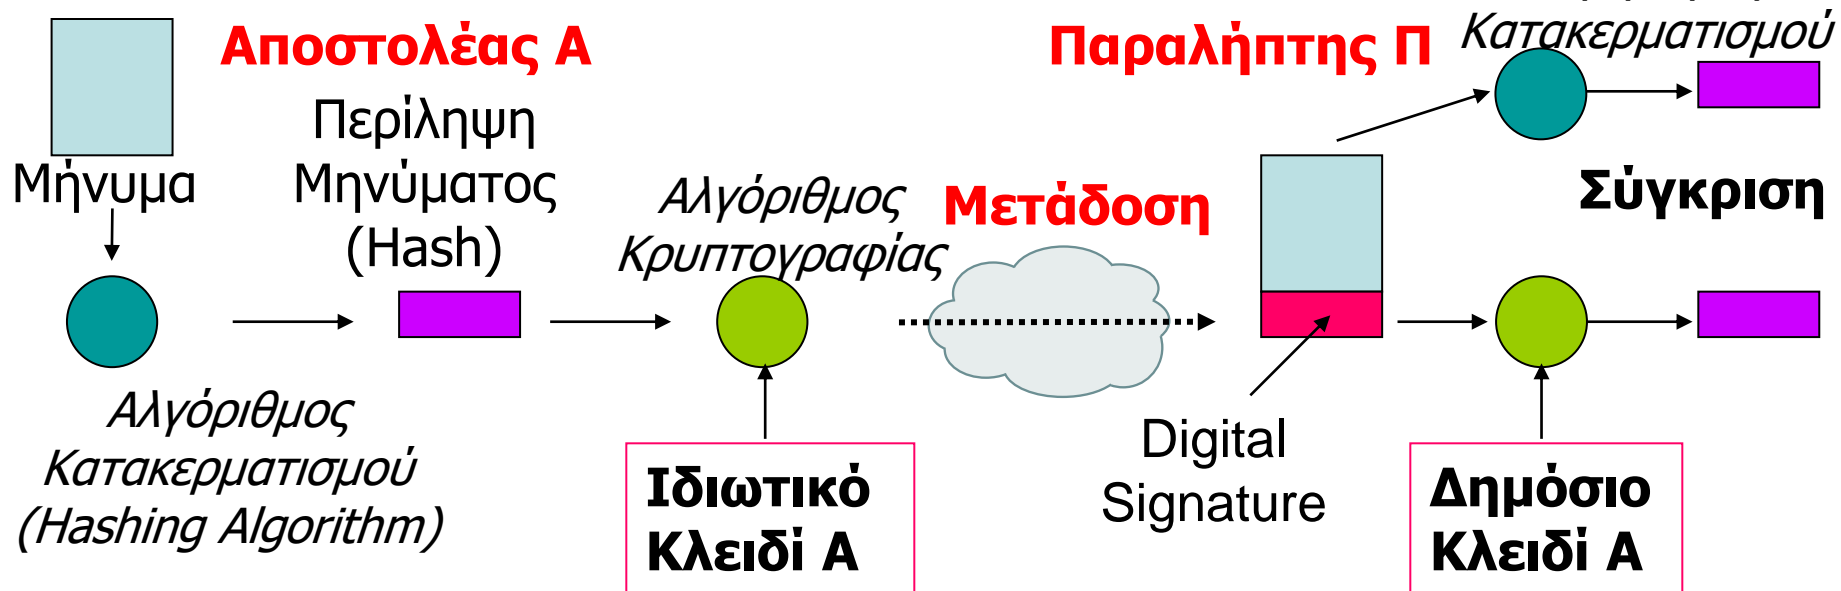 Αποστολέας Α
Μήνυμα
Περίληψη
Μηνύματος
(Hash)
Αλγόριθμος
Κατακερματισμού
(Hashing Algorithm)
Αλγόριθμος
Κρυπτογραφίας
Ιδιωτικό
Κλειδί Α
Μετάδοση
Παραλήπτης Π
Κατακερματισμού
Σύγκριση
Digital
Signature
Δημόσιο
Κλειδί Α